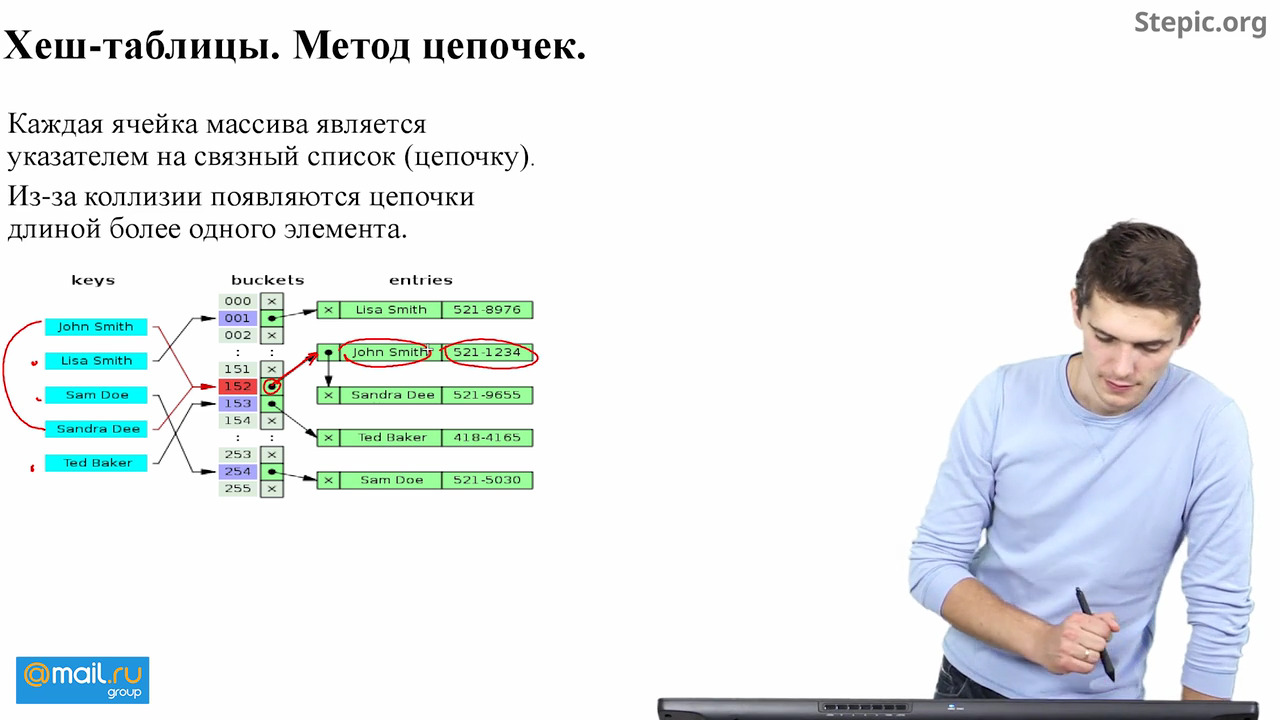 Stepic.org
Хеш-таблицы. Метод цепочек.
Каждая ячейка массива является
указателем на связный список (цепочку).
Из-за коллизии появляются цепочки
длиной более одного элемента.
keys
buckets
entries
John Smith
Lisa Smith
Sam Doe
Sandra Dee
Ted Baker
000 x
001
002 x
: :
151 x
152
153
154 x
: :
253 x
254
255 x
x Lisa Smith 521-8976
John Smith 521-1234
x Sandra Dee 521-9655
x Ted Baker 418-4165
x Sam Doe 521-5030
@mail.ru
group